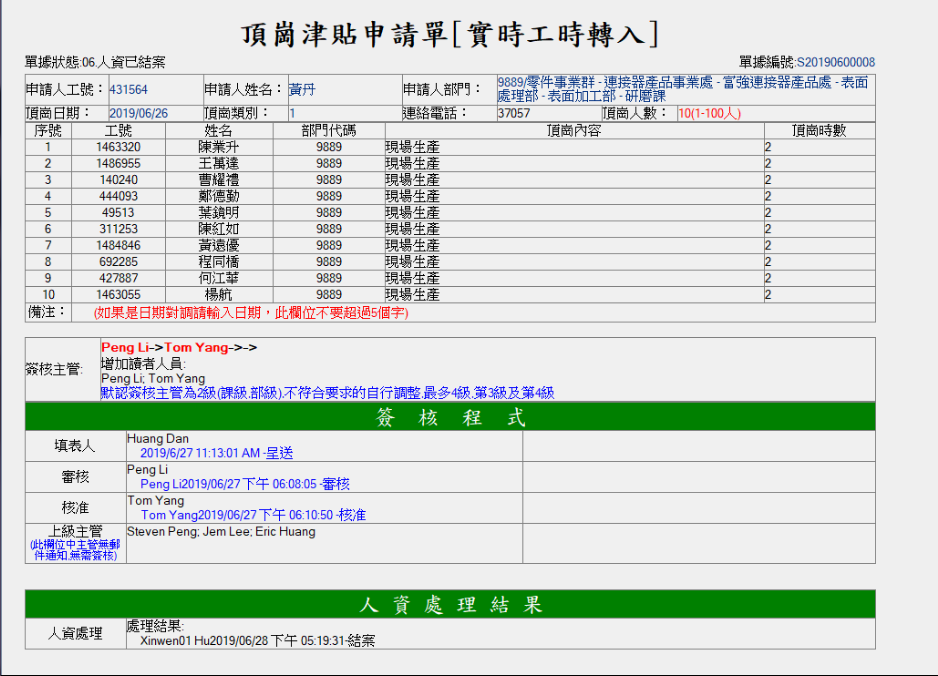 頂崗津貼申請單[實時工時轉入]
單據狀態:06.人資已結案 單據編號:S20190600008
申請人工號： 431564 申請人姓名： 黃丹 申請人部門： 9889/零件事業群 - 連接器產品事業處 - 富強連接器產品處 - 表面
處理部 - 表面加工部 - 研磨課
頂崗日期： 2019/06/26 頂崗類別： 1 連絡電話： 37057 頂崗人數： 10(1-100人)
序號 工號 姓名 部門代碼 頂崗內容 頂崗時數
1 1463320 陳業升 9889 現場生產 2
2 1486955 王萬達 9889 現場生產 2
3 140240 曹耀禮 9889 現場生產 2
4 444093 鄭德勤 9889 現場生產 2
5 49513 葉鎮明 9889 現場生產 2
6 311253 陳紅如 9889 現場生產 2
7 1484846 黃遠優 9889 現場生產 2
8 692285 程同橋 9889 現場生產 2
9 427887 何江華 9889 現場生產 2
10 1463055 楊航 9889 現場生產 2
備注： (如果是日期對調請輸入日期，此欄位不要超過5個字)
Peng Li->Tom Yang->->
簽核主管: 增加讀者人員:
Peng Li; Tom Yang
默認簽核主管為2級(課級.部級).不符合要求的自行調整.最多4級.第3級及第4級
簽 核 程 式
填表人 Huang Dan
2019/6/27 11:13:01 AM -呈送
審核 Peng Li
Peng Li2019/06/27 下午 06:08:05 -審核
核准 Tom Yang
Tom Yang2019/06/27 下午 06:10:50 -核准
上級主管 Steven Peng; Jem Lee; Eric Huang
(此欄位中主管無郵
件通知,無需簽核)
人 資 處 理 結 果
人資處理 處理結果:
Xinwen01 Hu2019/06/28 下午 05:19:31-結案